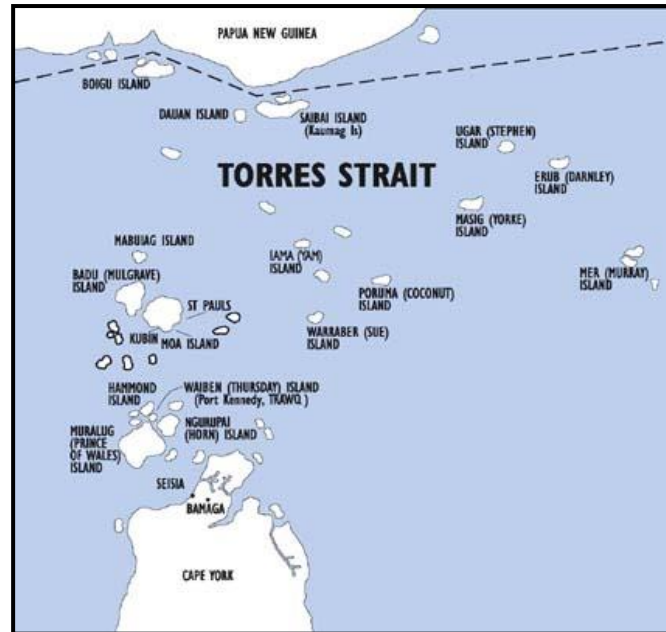 PAPUA NEW GUINEA
BOIGU ISLAND
DAUAN ISLAND
SAIBAI ISLAND
(Kaumag Is)
UGAR (STEPHEN)
ISLAND
TORRES STRAIT
ERUB (DARNLEY)
ISLAND
MASIG (YORKE)
ISLAND
MABUIAG ISLAND
IAMA (YAM)
ISLAND
BADU (MULGRAVE)
ISLAND
MER (MURRAY)
ISLAND
PORUMA (COCONUT)
ISLAND
ST PAULS
WARRABER (SUE)
ISLAND
KUBIN
MOA ISLAND
HAMMOND
ISLAND
WAIBEN (THURSDAY) ISLAND
(Port Kennedy, TRAWQ)
MURALUG
(PRINCE
OF WALES)
ISLAND
NGURUPAI
(HORN) ISLAND
SEISIA
BAMAGA
CAPE YORK